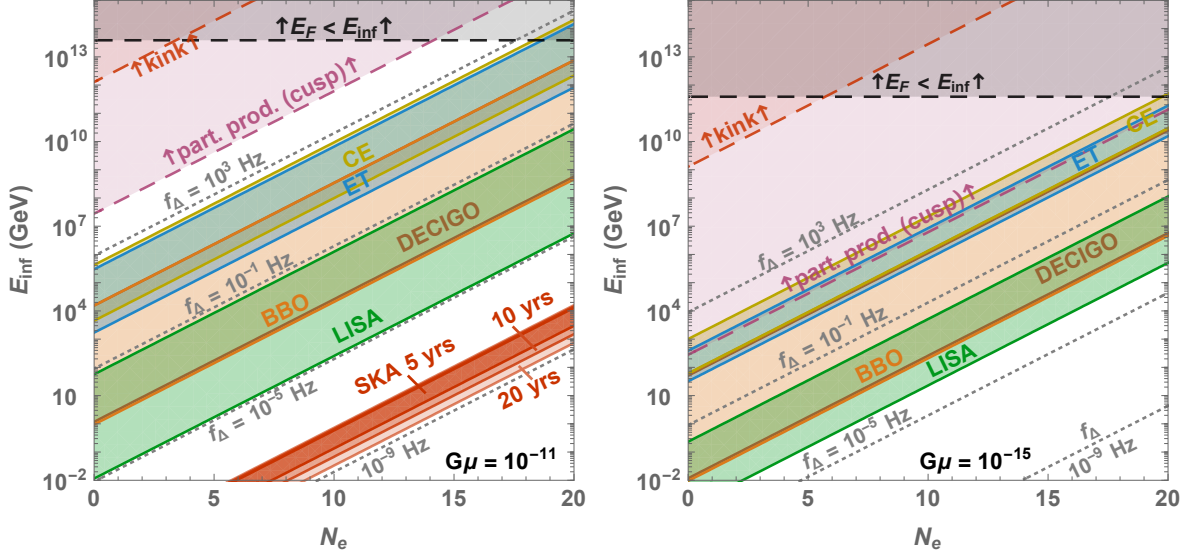 E_inf (GeV)
10^13
10^10
10^7
10^4
10
10^−2
↑E_F < E_inf↑
↑kink↑
↑part. prod. (cusp)↑
f_Δ = 10^3 Hz
CE
ET
DECIGO
f_Δ = 10^−1 Hz
BBO
LISA
10 yrs
SKA 5 yrs
20 yrs
f_Δ = 10^−5 Hz
10^−9 Hz
Gμ = 10^−11
0
5
10
15
20
N_e
E_inf (GeV)
10^13
10^10
10^7
10^4
10
10^−2
↑E_F < E_inf↑
↑kink↑
CE
ET
↑part. prod. (cusp)↑
f_Δ = 10^3 Hz
DECIGO
f_Δ = 10^−1 Hz
BBO
LISA
f_Δ = 10^−5 Hz
f_Δ
10^−9 Hz
Gμ = 10^−15
0
5
10
15
20
N_e